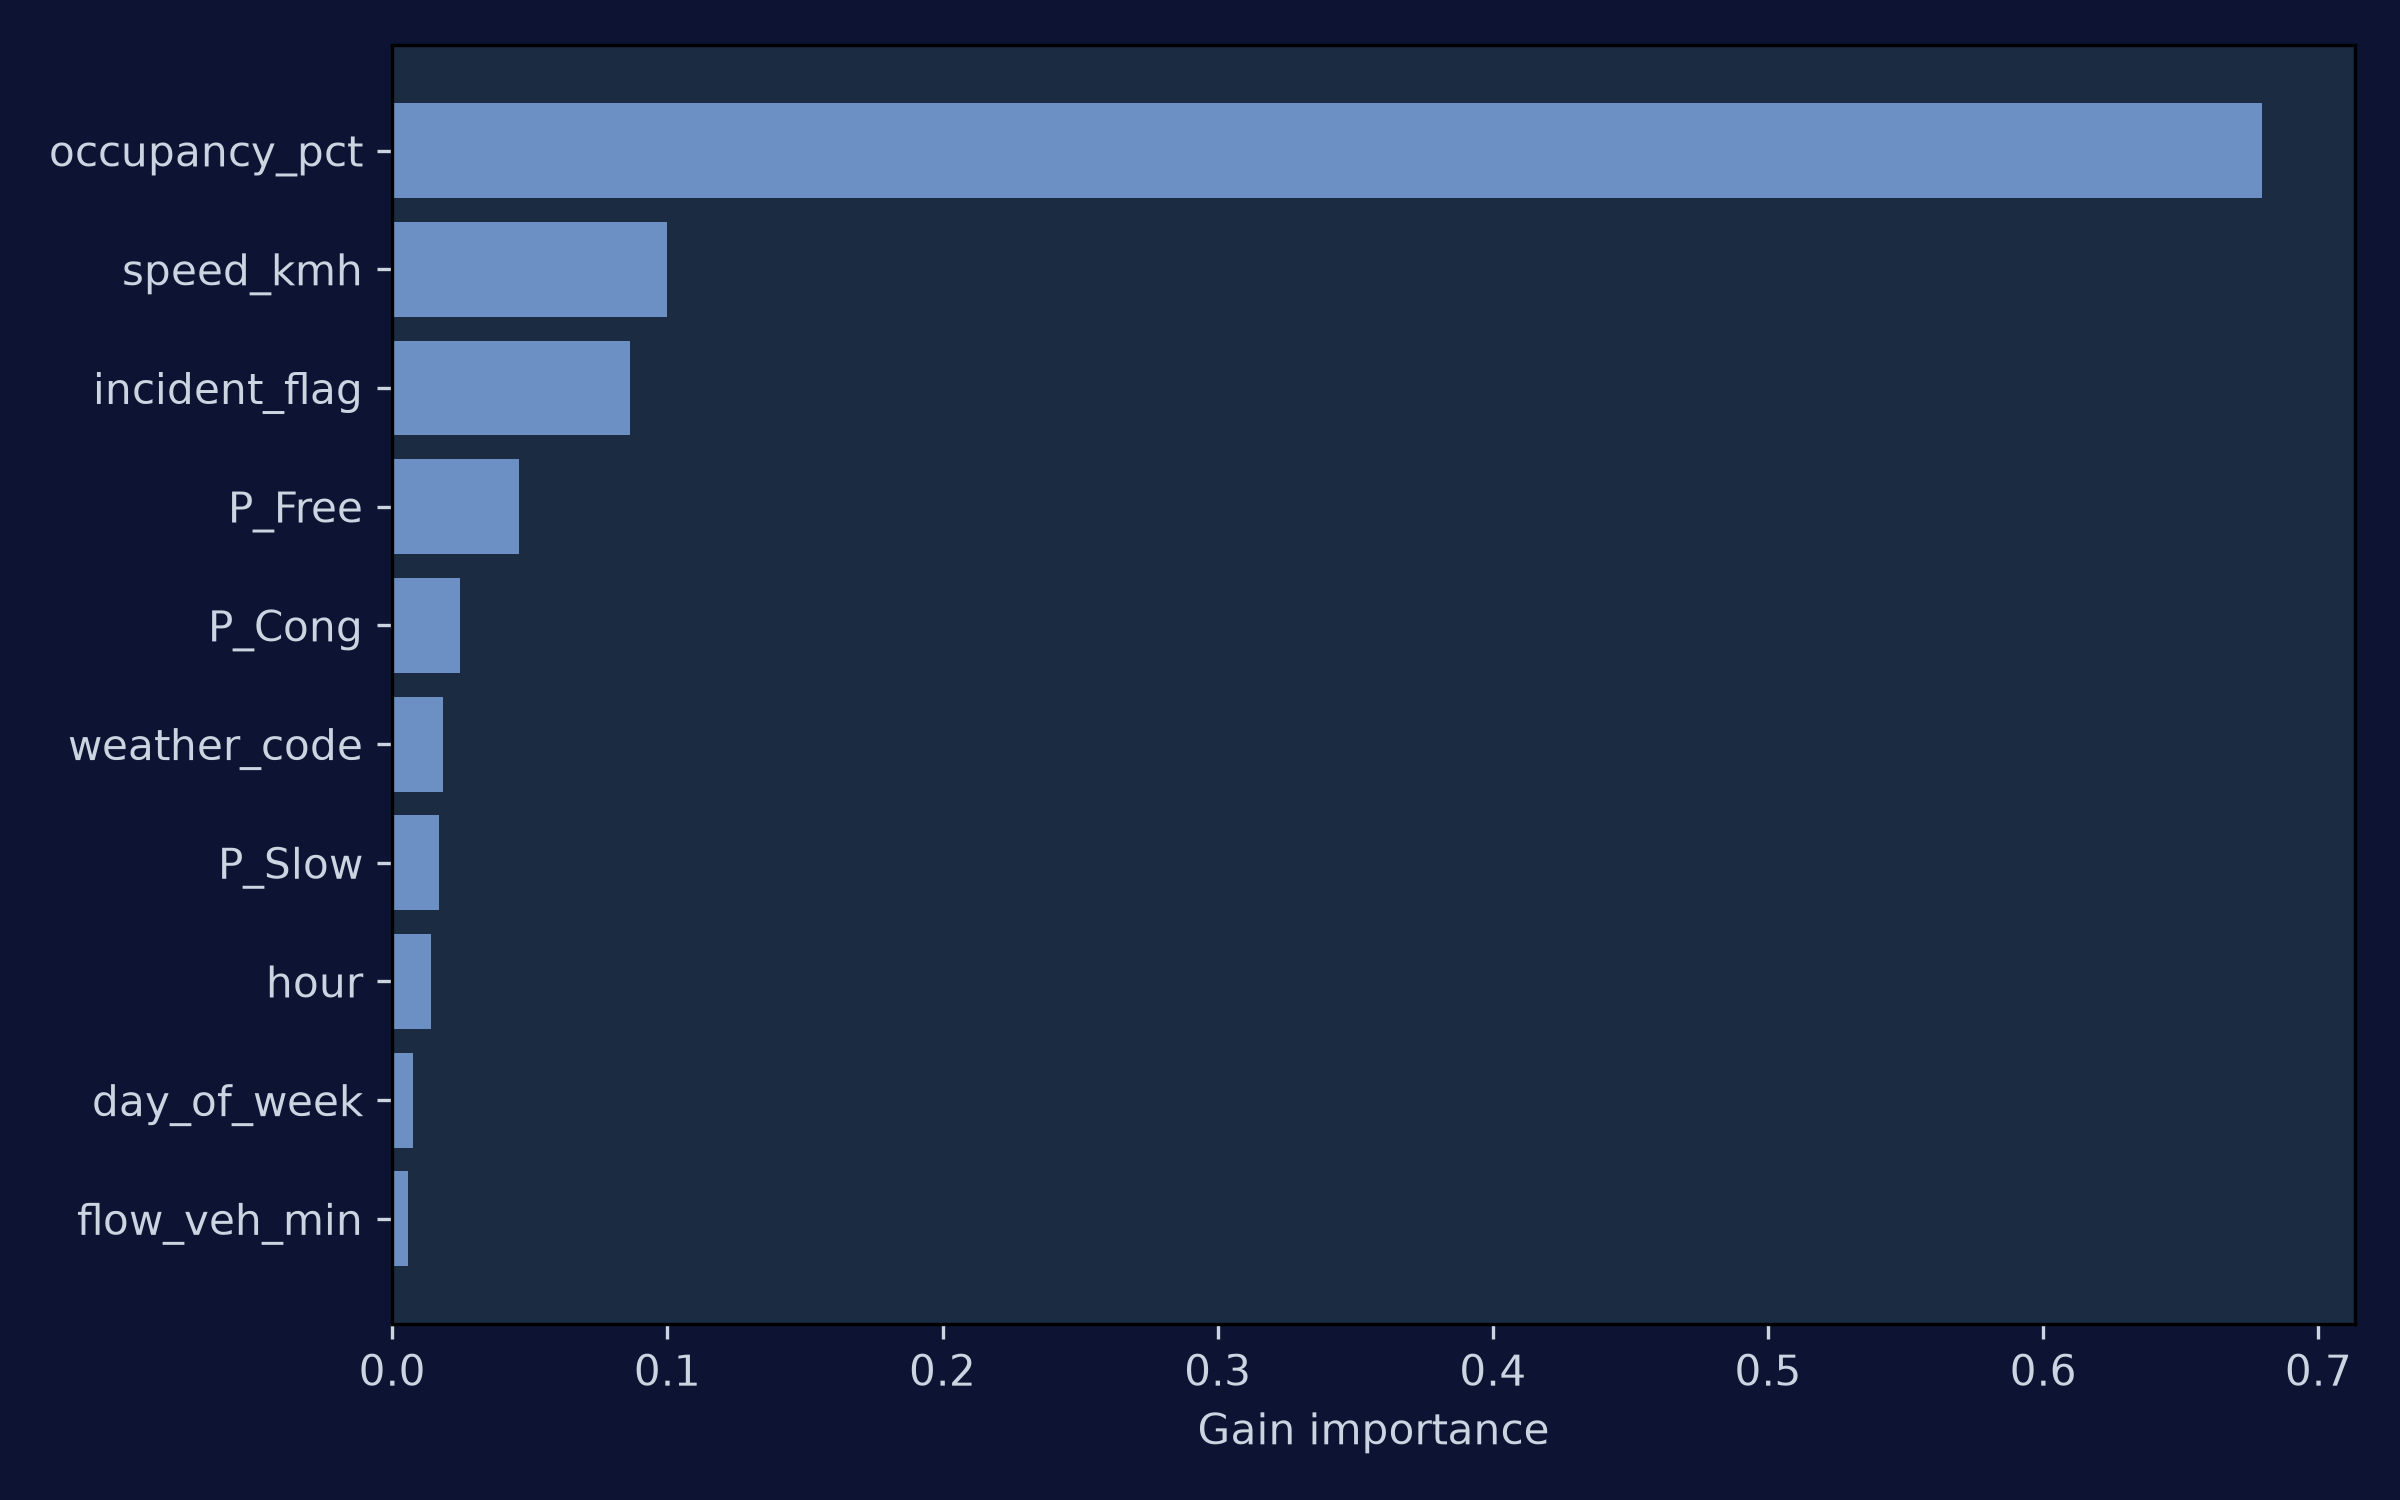 occupancy_pct
speed_kmh
incident_flag
P_Free
P_Cong
weather_code
P_Slow
hour
day_of_week
flow_veh_min
0.0 0.1 0.2 0.3 0.4 0.5 0.6 0.7
Gain importance